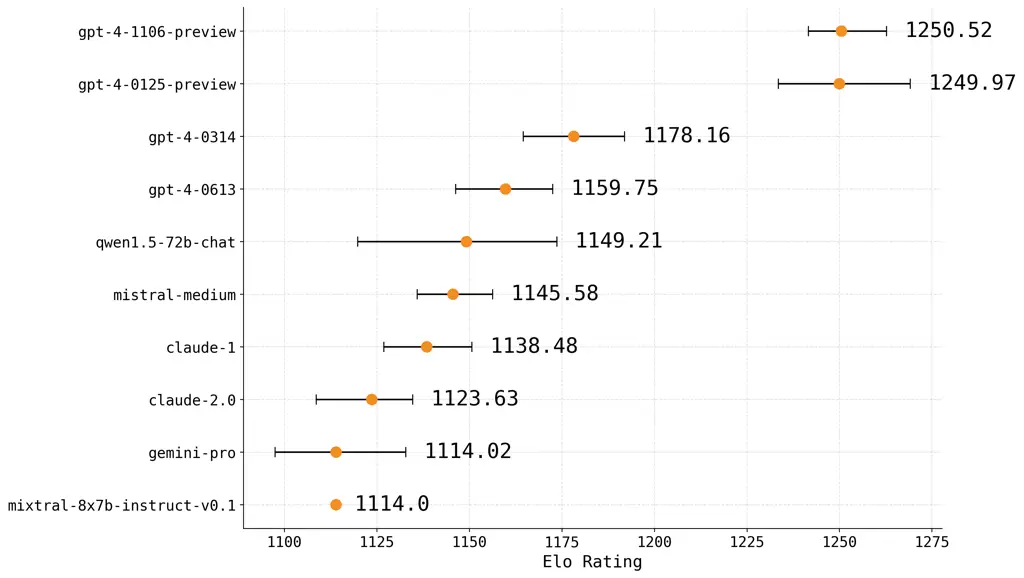 gpt-4-1106-preview 1250.52
gpt-4-0125-preview 1249.97
gpt-4-0314 1178.16
gpt-4-0613 1159.75
qwen1.5-72b-chat 1149.21
mistral-medium 1145.58
claude-1 1138.48
claude-2.0 1123.63
gemini-pro 1114.02
mixtral-8x7b-instruct-v0.1 1114.0
1100 1125 1150 1175 1200 1225 1250 1275
Elo Rating